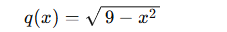 q(x) = √9 − x²